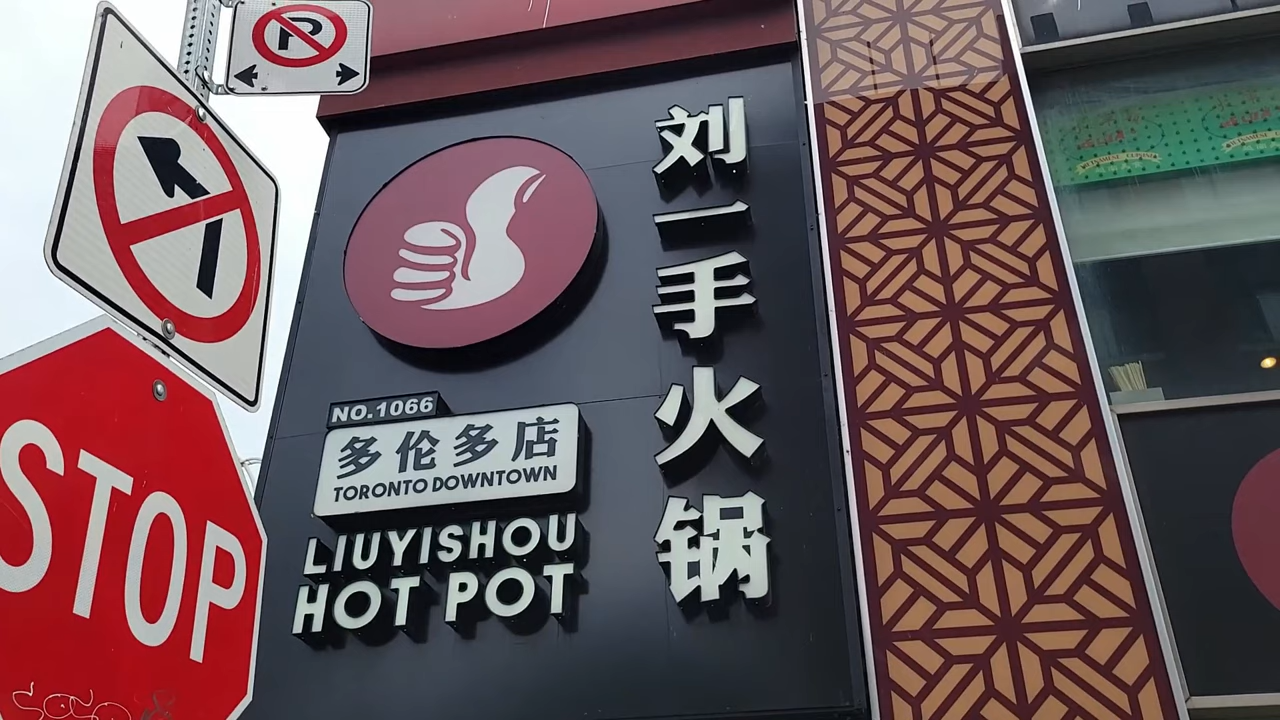 P
STOP
刘一手火锅
NO.1066
多伦多店
TORONTO DOWNTOWN
LIUYISHOU
HOT POT